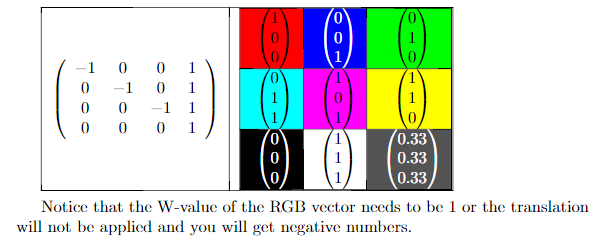 −1 0 0 1
0 −1 0 1
0 0 −1 1
0 0 0 1
1 0 0
0 0 1
0 1 0
0 1 1
1 0 1
1 1 0
0 0 0
1 1 1
0.33 0.33 0.33
Notice that the W-value of the RGB vector needs to be 1 or the translation
will not be applied and you will get negative numbers.